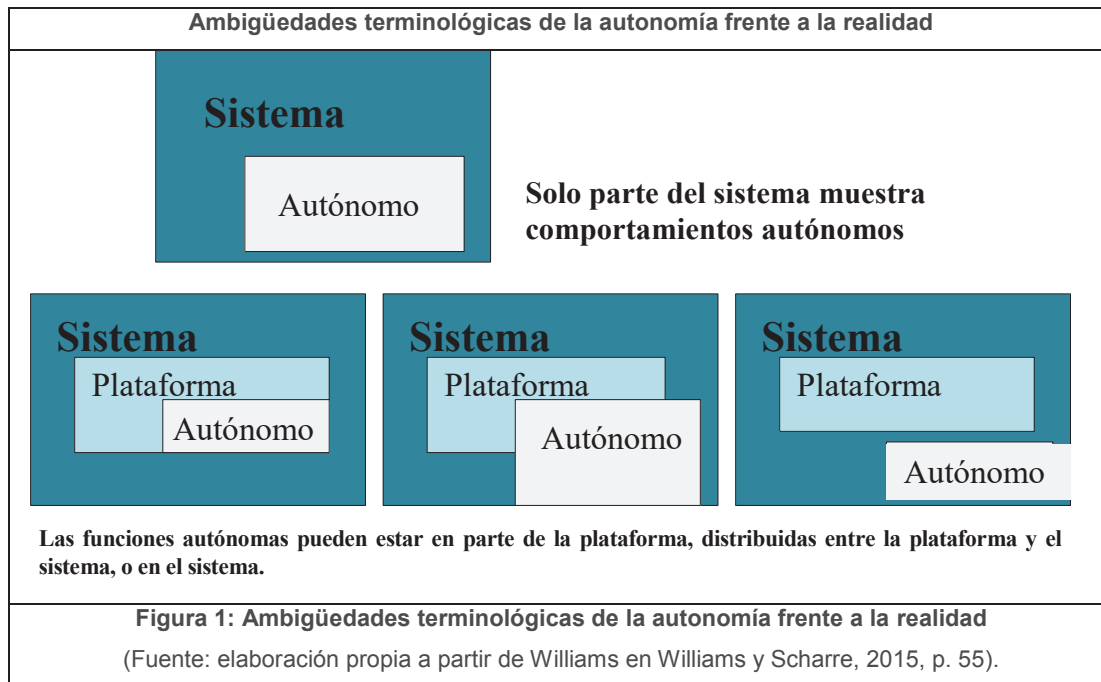 Ambigüedades terminológicas de la autonomía frente a la realidad
Sistema
Autónomo
Solo parte del sistema muestra
comportamientos autónomos
Sistema
Plataforma
Autónomo
Sistema
Plataforma
Autónomo
Sistema
Plataforma
Autónomo
Las funciones autónomas pueden estar en parte de la plataforma, distribuidas entre la plataforma y el
sistema, o en el sistema.
Figura 1: Ambigüedades terminológicas de la autonomía frente a la realidad
(Fuente: elaboración propia a partir de Williams en Williams y Scharre, 2015, p. 55).